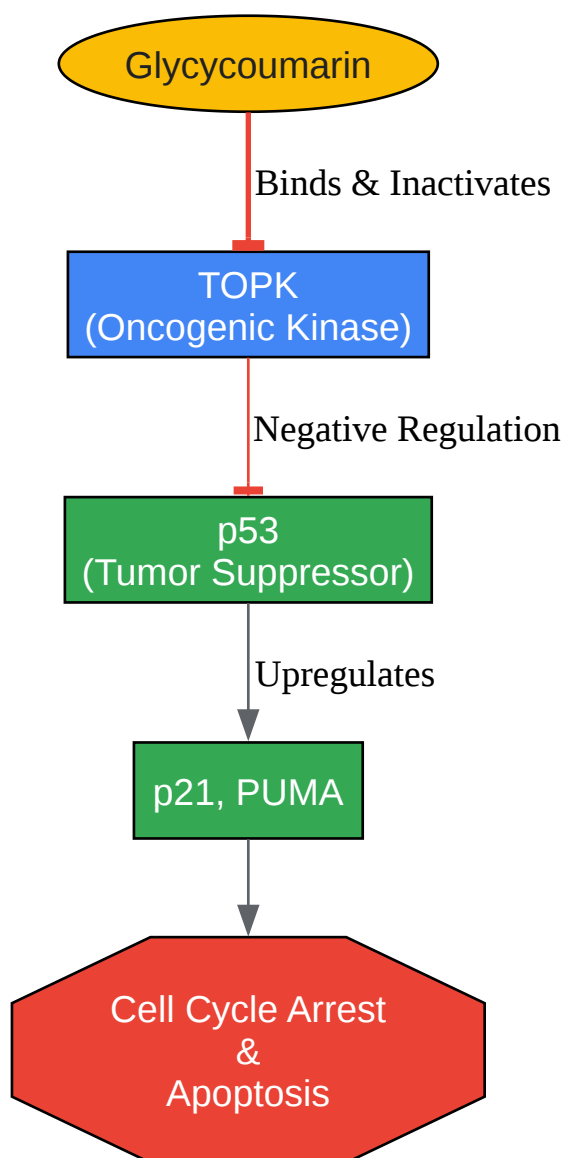 Glycycoumarin
Binds & Inactivates
TOPK
(Oncogenic Kinase)
Negative Regulation
p53
(Tumor Suppressor)
Upregulates
p21, PUMA
Cell Cycle Arrest
&
Apoptosis